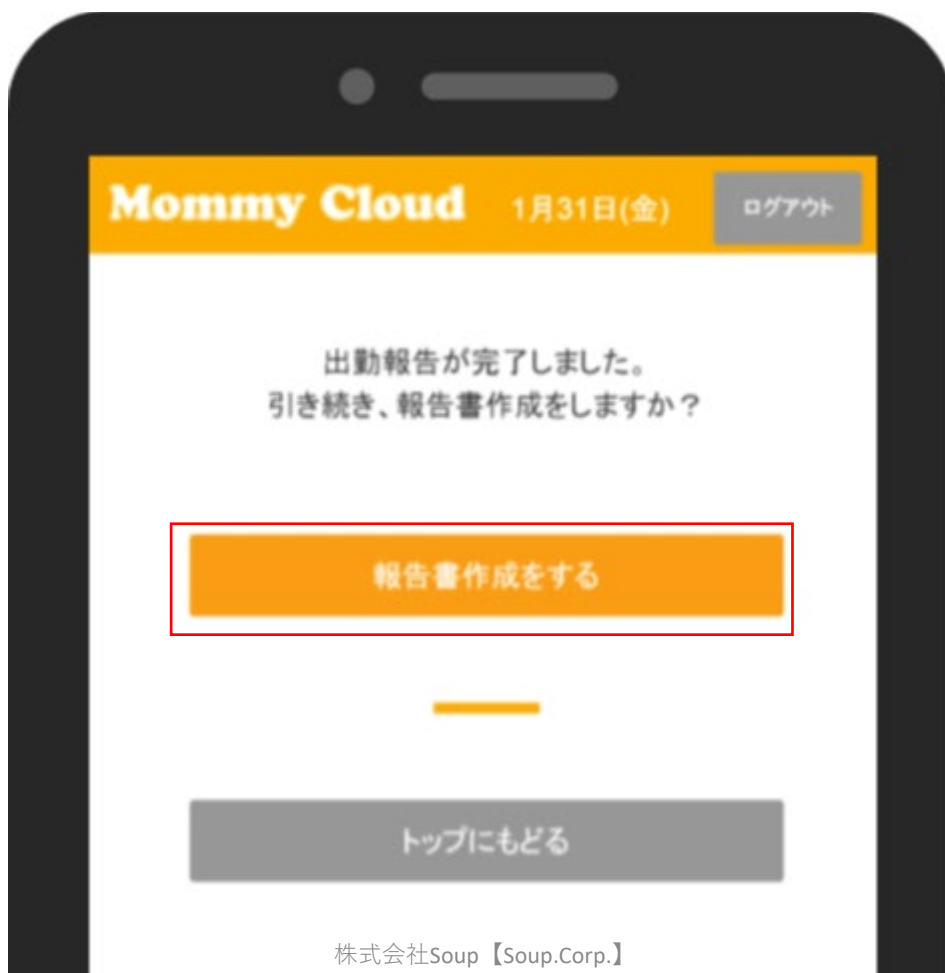 Mommy Cloud 1月31日(金) ログアウト
出勤報告が完了しました。
引き続き、報告書作成をしますか？
報告書作成をする
トップにもどる
株式会社Soup【Soup.Corp.】